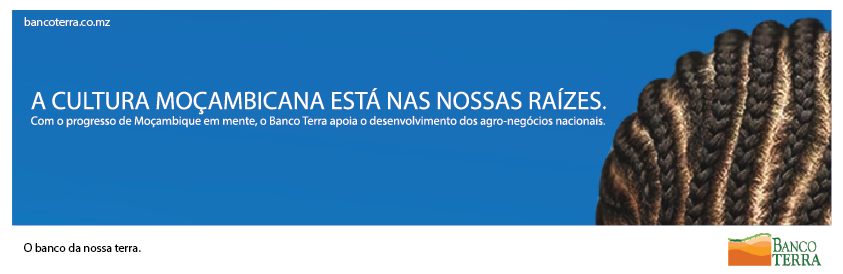 bancoterra.co.mz
A CULTURA MOÇAMBICANA ESTÁ NAS NOSSAS RAÍZES.
Com o progresso de Moçambique em mente, o Banco Terra apoia o desenvolvimento dos agro-negócios nacionais.
O banco da nossa terra.
BANCO
TERRA